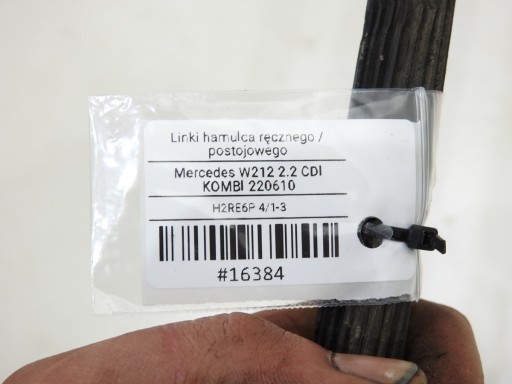 Linki hamulca ręcznego /
postojowego
Mercedes W212 2.2 CDI
KOMBI 220610
H2RE6P 4/1-3
#16384